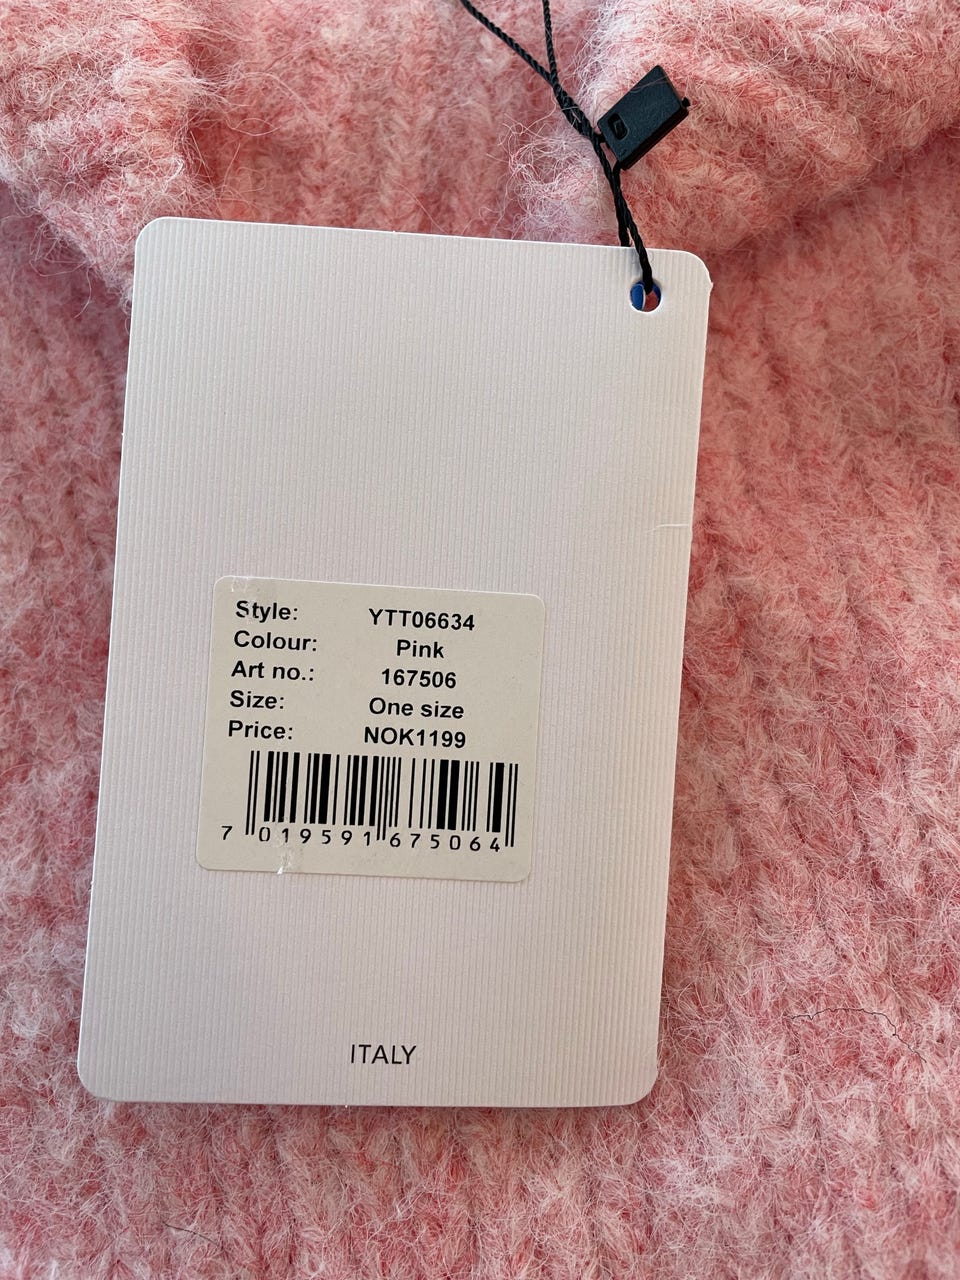 Style: YTT06634
Colour: Pink
Art no.: 167506
Size: One size
Price: NOK1199
7 019591 675064
ITALY